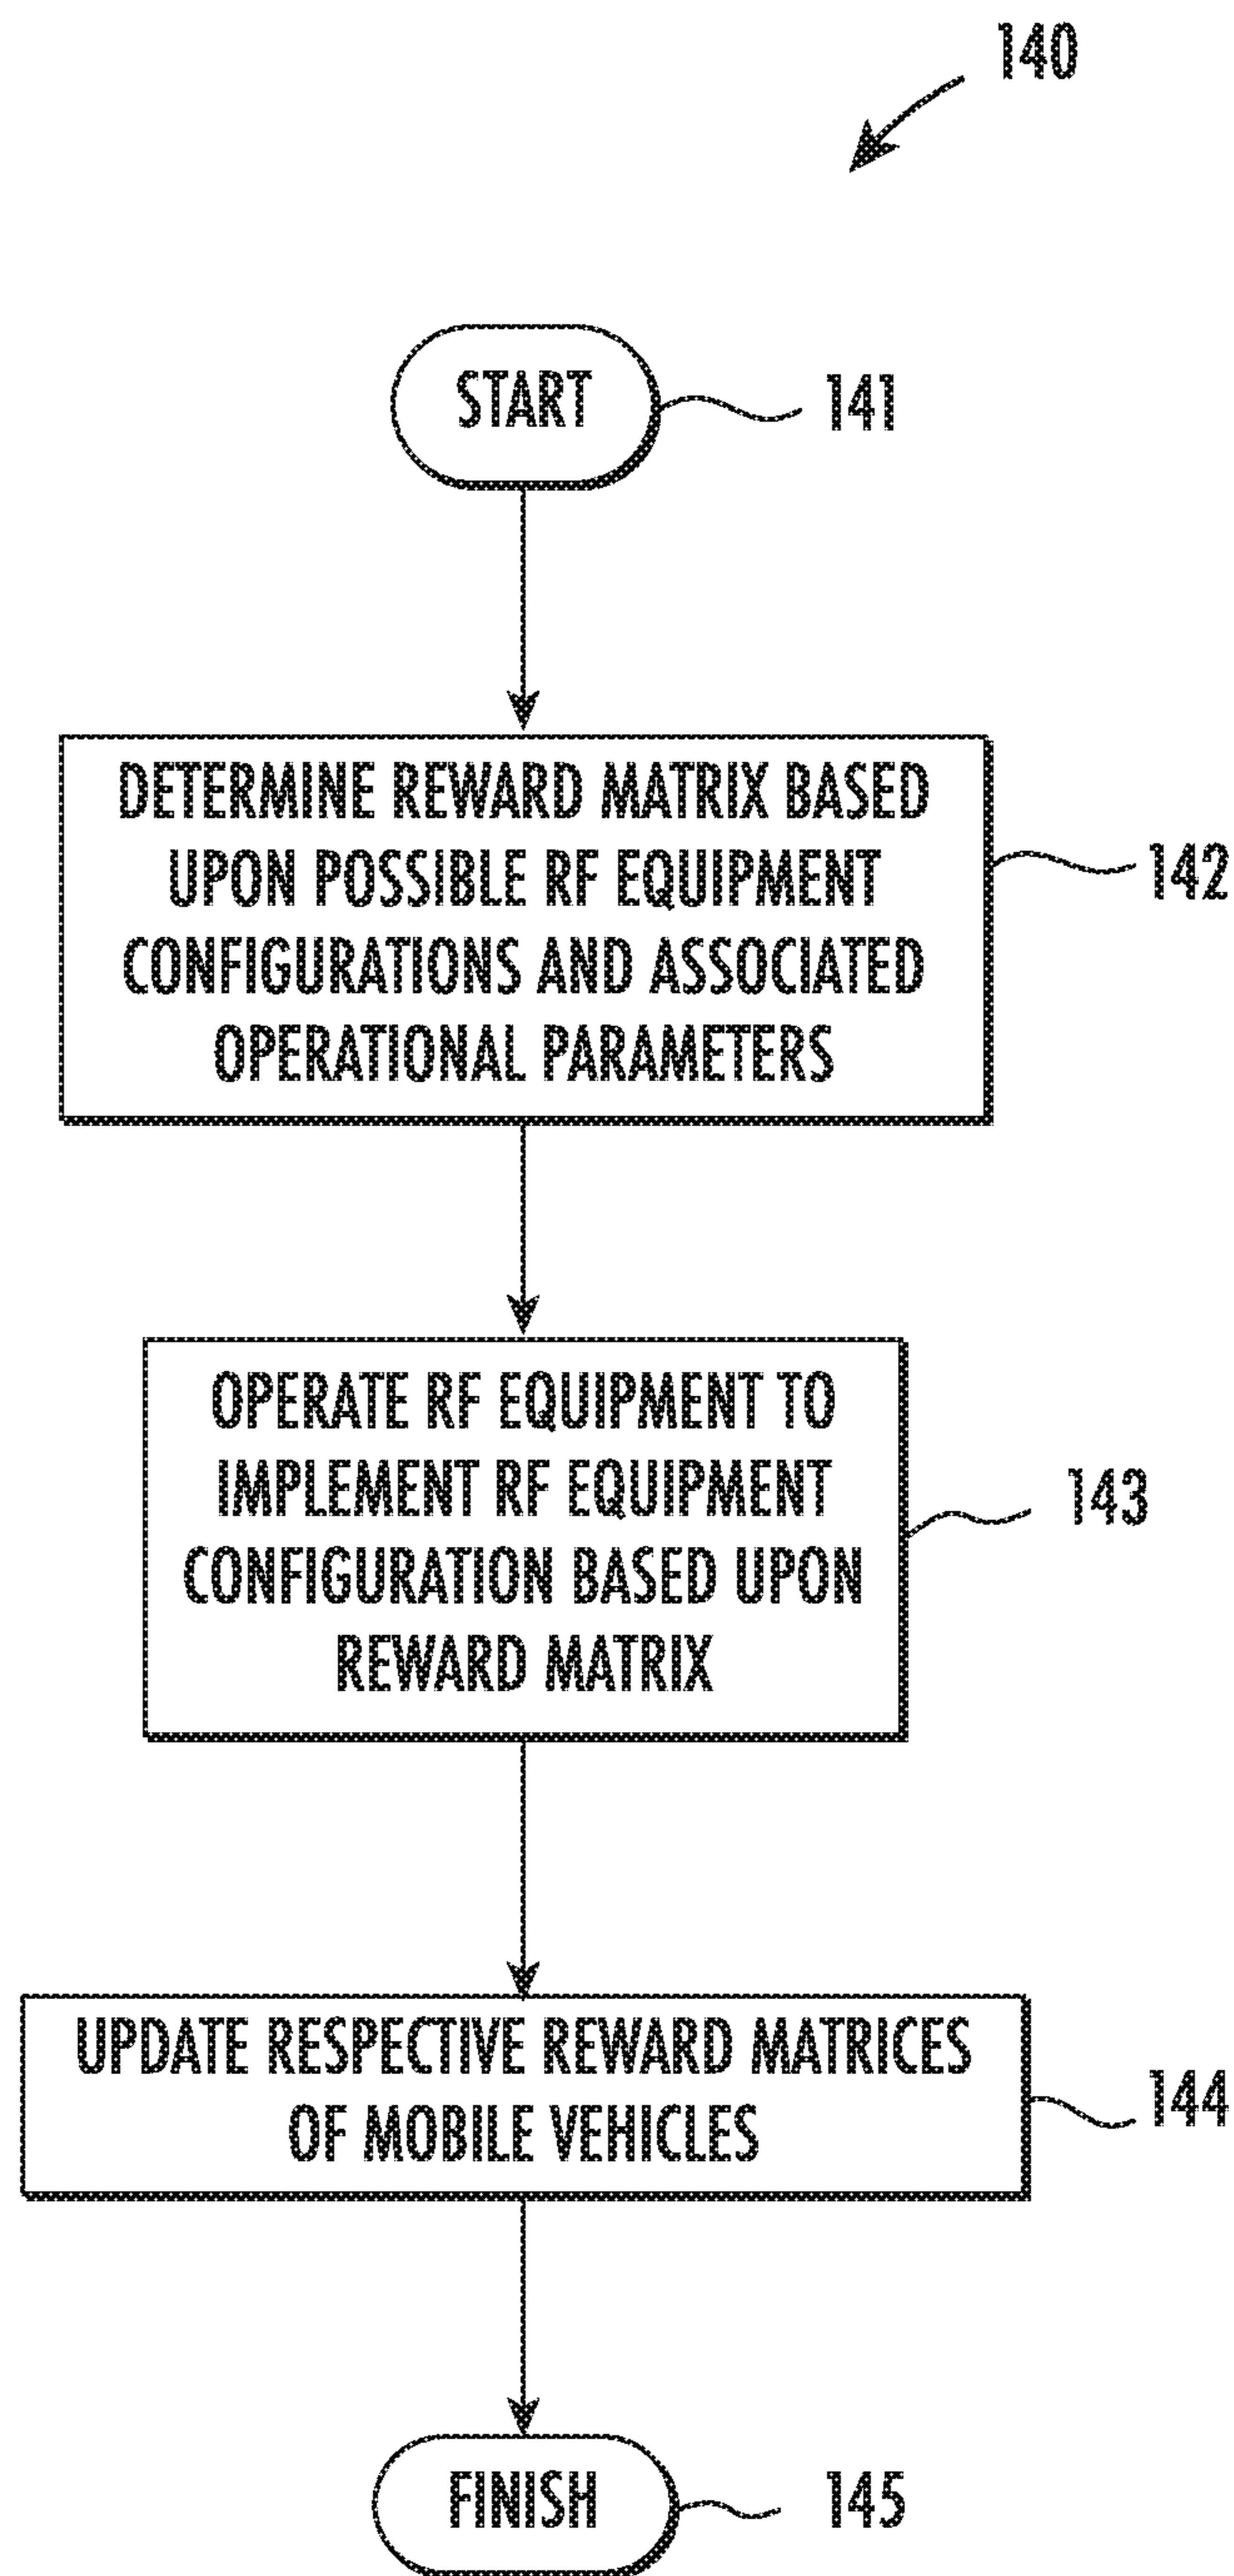 140
START
141
DETERMINE REWARD MATRIX BASED
UPON POSSIBLE RF EQUIPMENT
CONFIGURATIONS AND ASSOCIATED
OPERATIONAL PARAMETERS
142
OPERATE RF EQUIPMENT TO
IMPLEMENT RF EQUIPMENT
CONFIGURATION BASED UPON
REWARD MATRIX
143
UPDATE RESPECTIVE REWARD MATRICES
OF MOBILE VEHICLES
144
FINISH
145